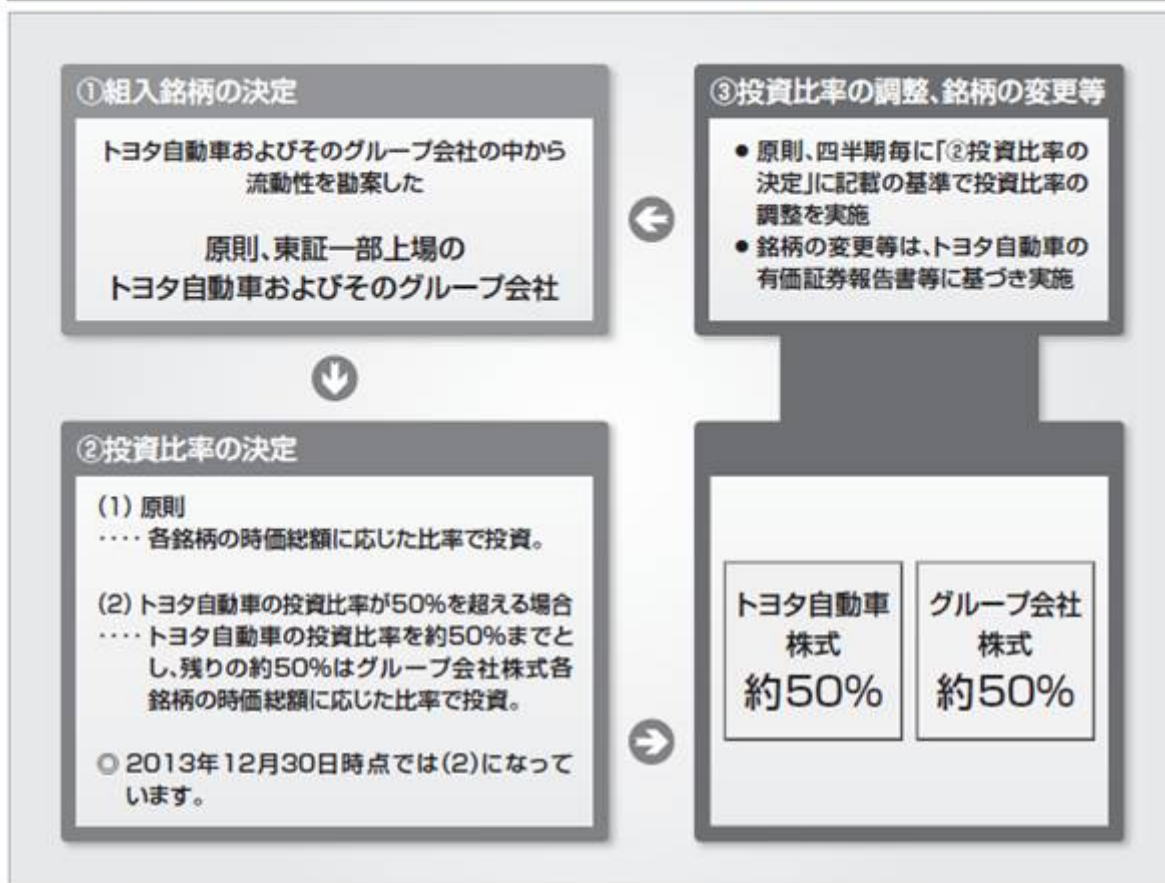 ①組入銘柄の決定
トヨタ自動車およびそのグループ会社の中から
流動性を勘案した
原則、東証一部上場の
トヨタ自動車およびそのグループ会社
②投資比率の決定
(1) 原則
‥‥ 各銘柄の時価総額に応じた比率で投資。
(2) トヨタ自動車の投資比率が50%を超える場合
‥‥ トヨタ自動車の投資比率を約50%までと
し、残りの約50%はグループ会社株式各
銘柄の時価総額に応じた比率で投資。
◎ 2013年12月30日時点では(2)になって
います。
トヨタ自動車
株式
約50%
グループ会社
株式
約50%
③投資比率の調整、銘柄の変更等
● 原則、四半期毎に「②投資比率の
決定」に記載の基準で投資比率の
調整を実施
● 銘柄の変更等は、トヨタ自動車の
有価証券報告書等に基づき実施